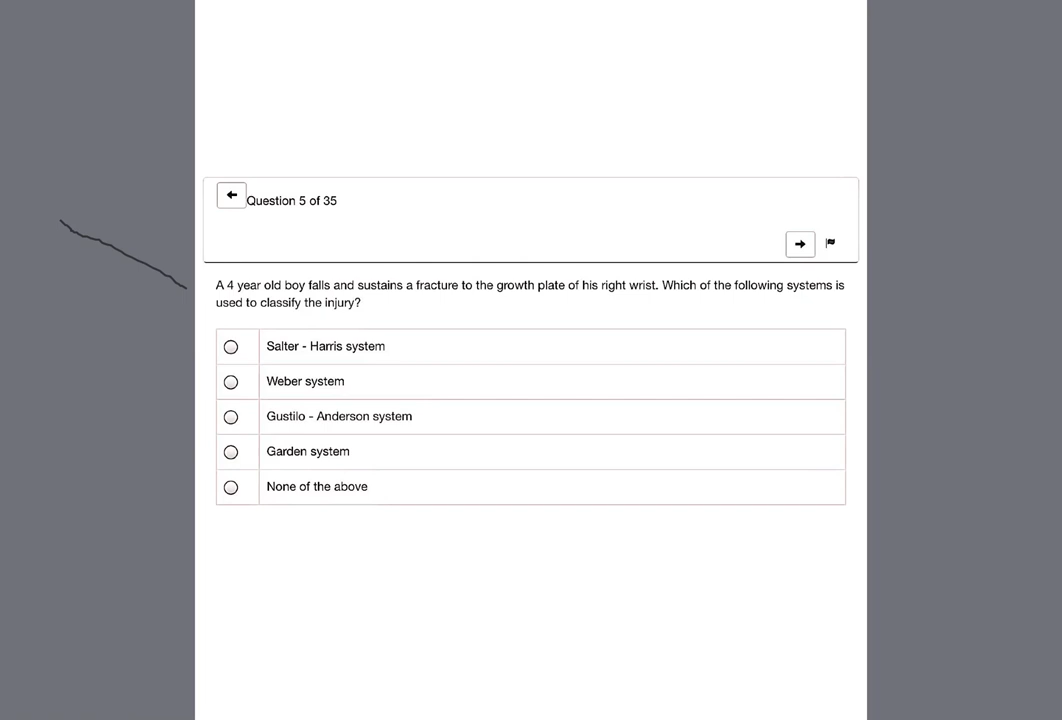 Question 5 of 35
A 4 year old boy falls and sustains a fracture to the growth plate of his right wrist. Which of the following systems is
used to classify the injury?
Salter - Harris system
Weber system
Gustilo - Anderson system
Garden system
None of the above